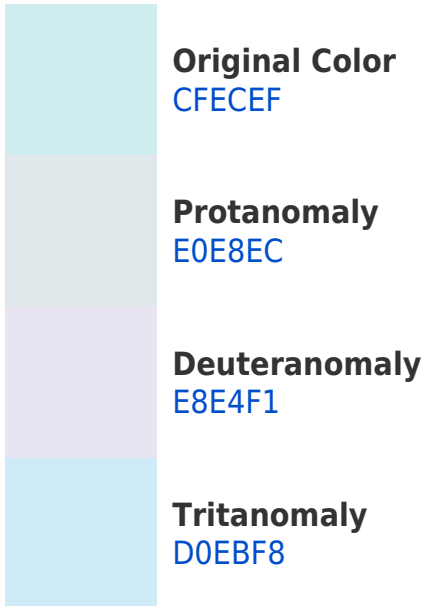 Original Color
CFECEF
Protanomaly
E0E8EC
Deuteranomaly
E8E4F1
Tritanomaly
D0EBF8